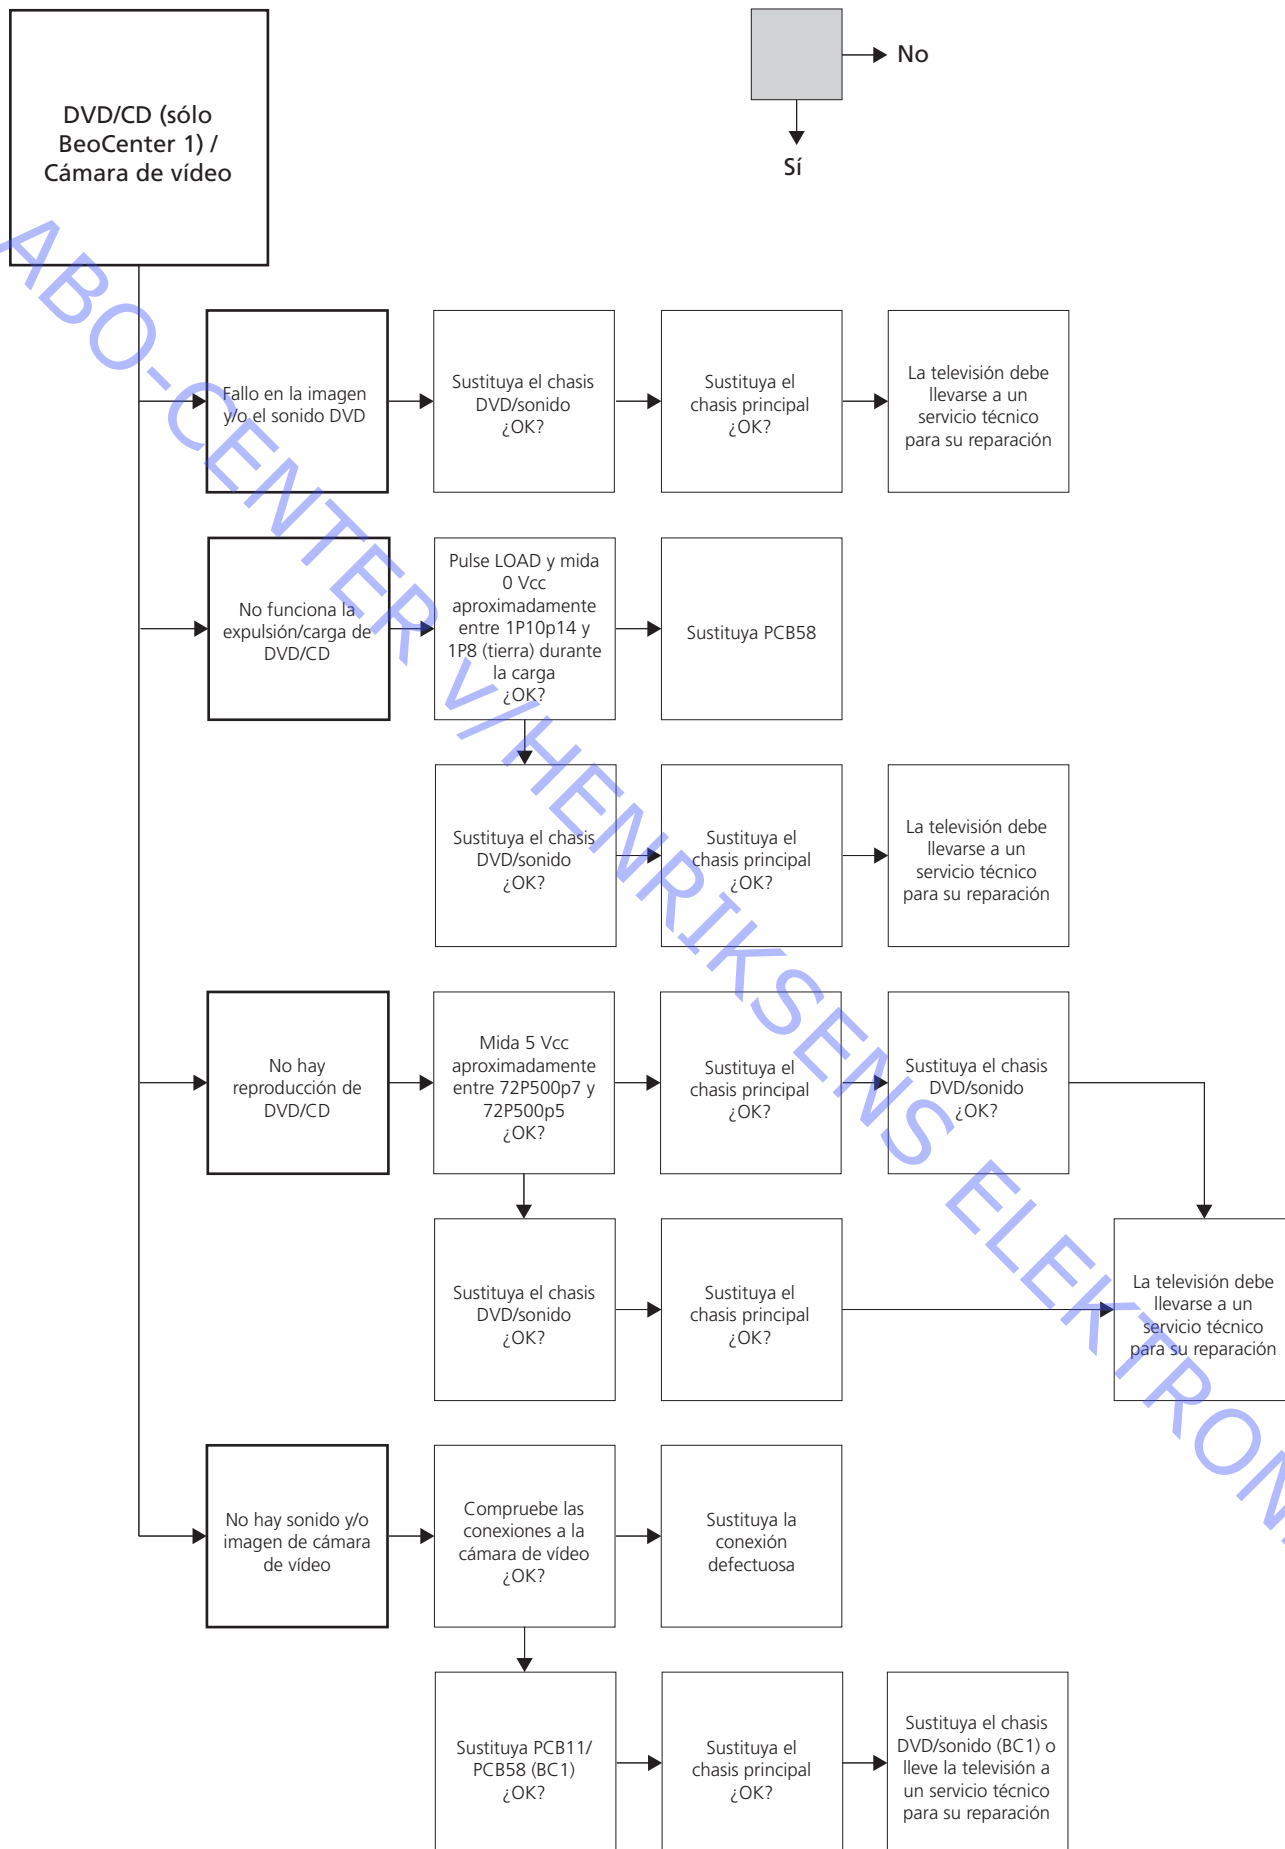 DVD/CD (sólo
BeoCenter 1) /
Cámara de vídeo
No
Sí
Fallo en la imagen
y/o el sonido DVD
Sustituya el chasis
DVD/sonido
¿OK?
Sustituya el
chasis principal
¿OK?
La televisión debe
llevarse a un
servicio técnico
para su reparación
No funciona la
expulsión/carga de
DVD/CD
Pulse LOAD y mida
0 Vcc
aproximadamente
entre 1P10p14 y
1P8 (tierra) durante
la carga
¿OK?
Sustituya PCB58
Sustituya el chasis
DVD/sonido
¿OK?
Sustituya el
chasis principal
¿OK?
La televisión debe
llevarse a un
servicio técnico
para su reparación
No hay
reproducción de
DVD/CD
Mida 5 Vcc
aproximadamente
entre 72P500p7 y
72P500p5
¿OK?
Sustituya el
chasis principal
¿OK?
Sustituya el chasis
DVD/sonido
¿OK?
Sustituya el chasis
DVD/sonido
¿OK?
Sustituya el
chasis principal
¿OK?
La televisión debe
llevarse a un
servicio técnico
para su reparación
No hay sonido y/o
imagen de cámara
de vídeo
Compruebe las
conexiones a la
cámara de vídeo
¿OK?
Sustituya la
conexión
defectuosa
Sustituya PCB11/
PCB58 (BC1)
¿OK?
Sustituya el
chasis principal
¿OK?
Sustituya el chasis
DVD/sonido (BC1) o
lleve la televisión a
un servicio técnico
para su reparación
ABO-CENTER v/HENRIKSENS ELEKTRON